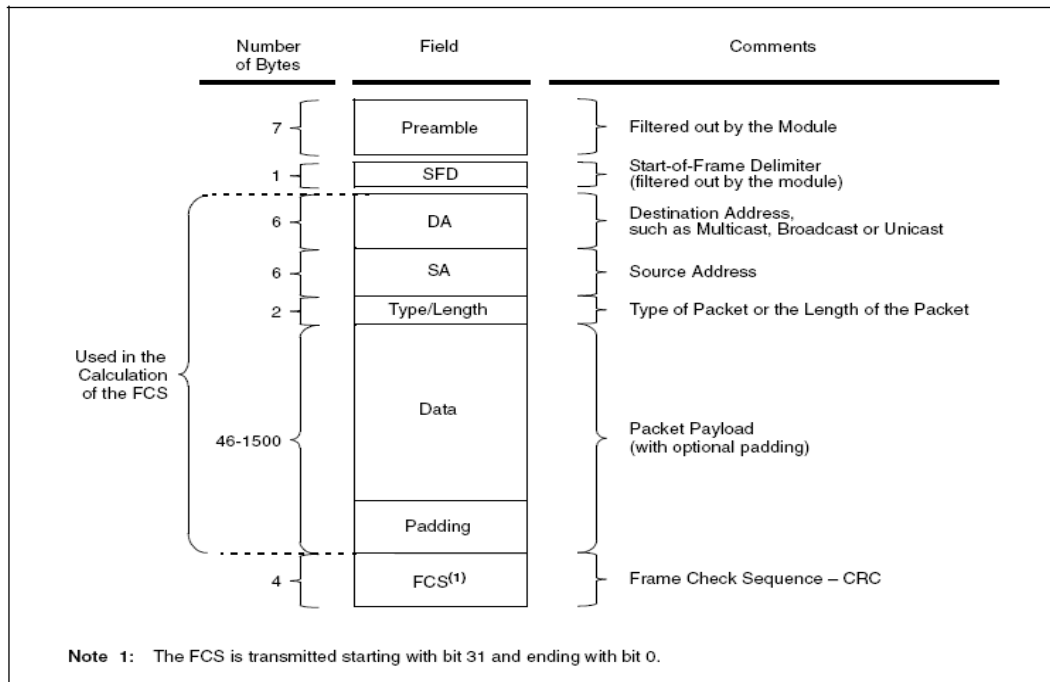 Number
of Bytes
Field
Comments
7
Preamble
Filtered out by the Module
1
SFD
Start-of-Frame Delimiter
(filtered out by the module)
6
DA
Destination Address,
such as Multicast, Broadcast or Unicast
6
SA
Source Address
2
Type/Length
Type of Packet or the Length of the Packet
Used in the
Calculation
of the FCS
46-1500
Data
Packet Payload
(with optional padding)
Padding
4
FCS(1)
Frame Check Sequence – CRC
Note 1: The FCS is transmitted starting with bit 31 and ending with bit 0.